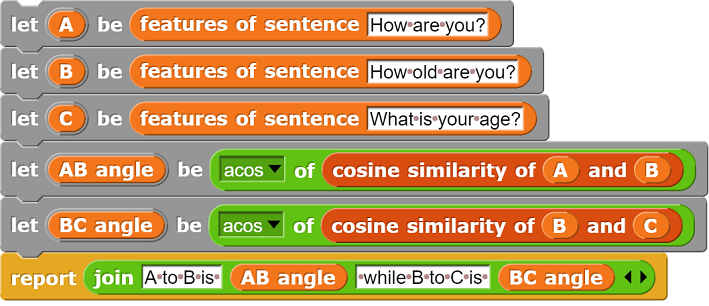 let A be features of sentence How are you?
let B be features of sentence How old are you?
let C be features of sentence What is your age?
let AB angle be acos of cosine similarity of A and B
let BC angle be acos of cosine similarity of B and C
report join A to B is AB angle while B to C is BC angle